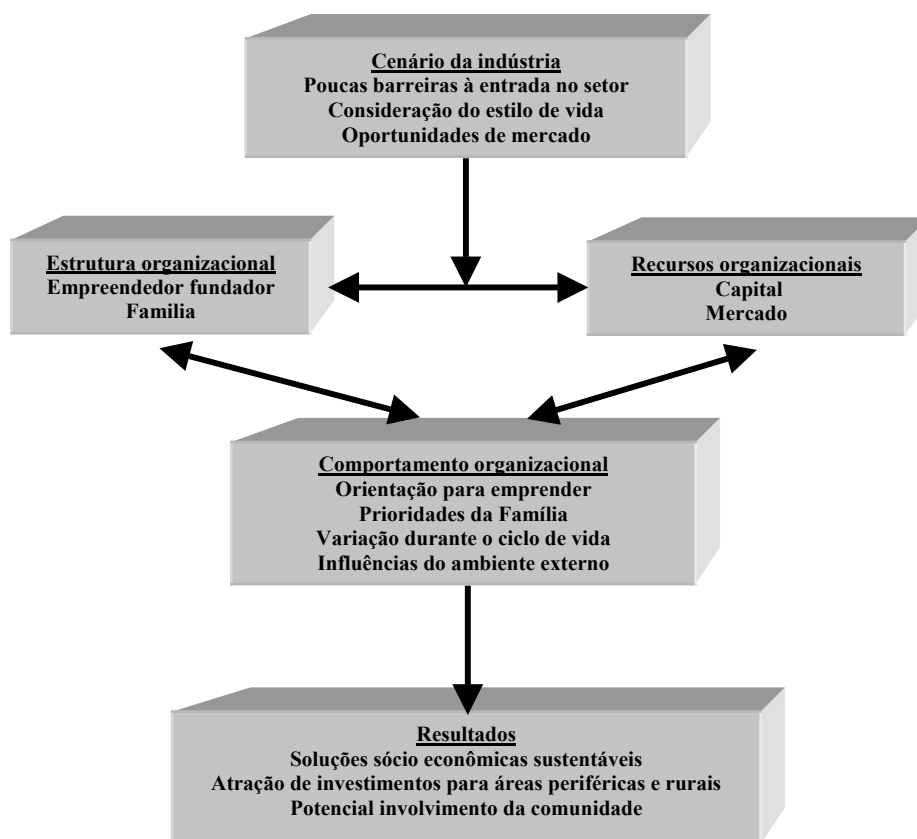 Cenário da indústria
Poucas barreiras à entrada no setor
Consideração do estilo de vida
Oportunidades de mercado
Estrutura organizacional
Empreendedor fundador
Familia
Recursos organizacionais
Capital
Mercado
Comportamento organizacional
Orientação para emprender
Prioridades da Família
Variação durante o ciclo de vida
Influências do ambiente externo
Resultados
Soluções sócio econômicas sustentáveis
Atração de investimentos para áreas periféricas e rurais
Potencial involvimento da comunidade